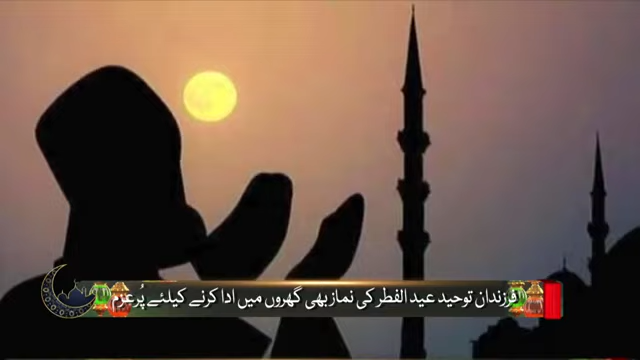 فرزندان توحید عید الفطر کی نماز بھی گھروں میں ادا کرنے کیلئے پُرعزم